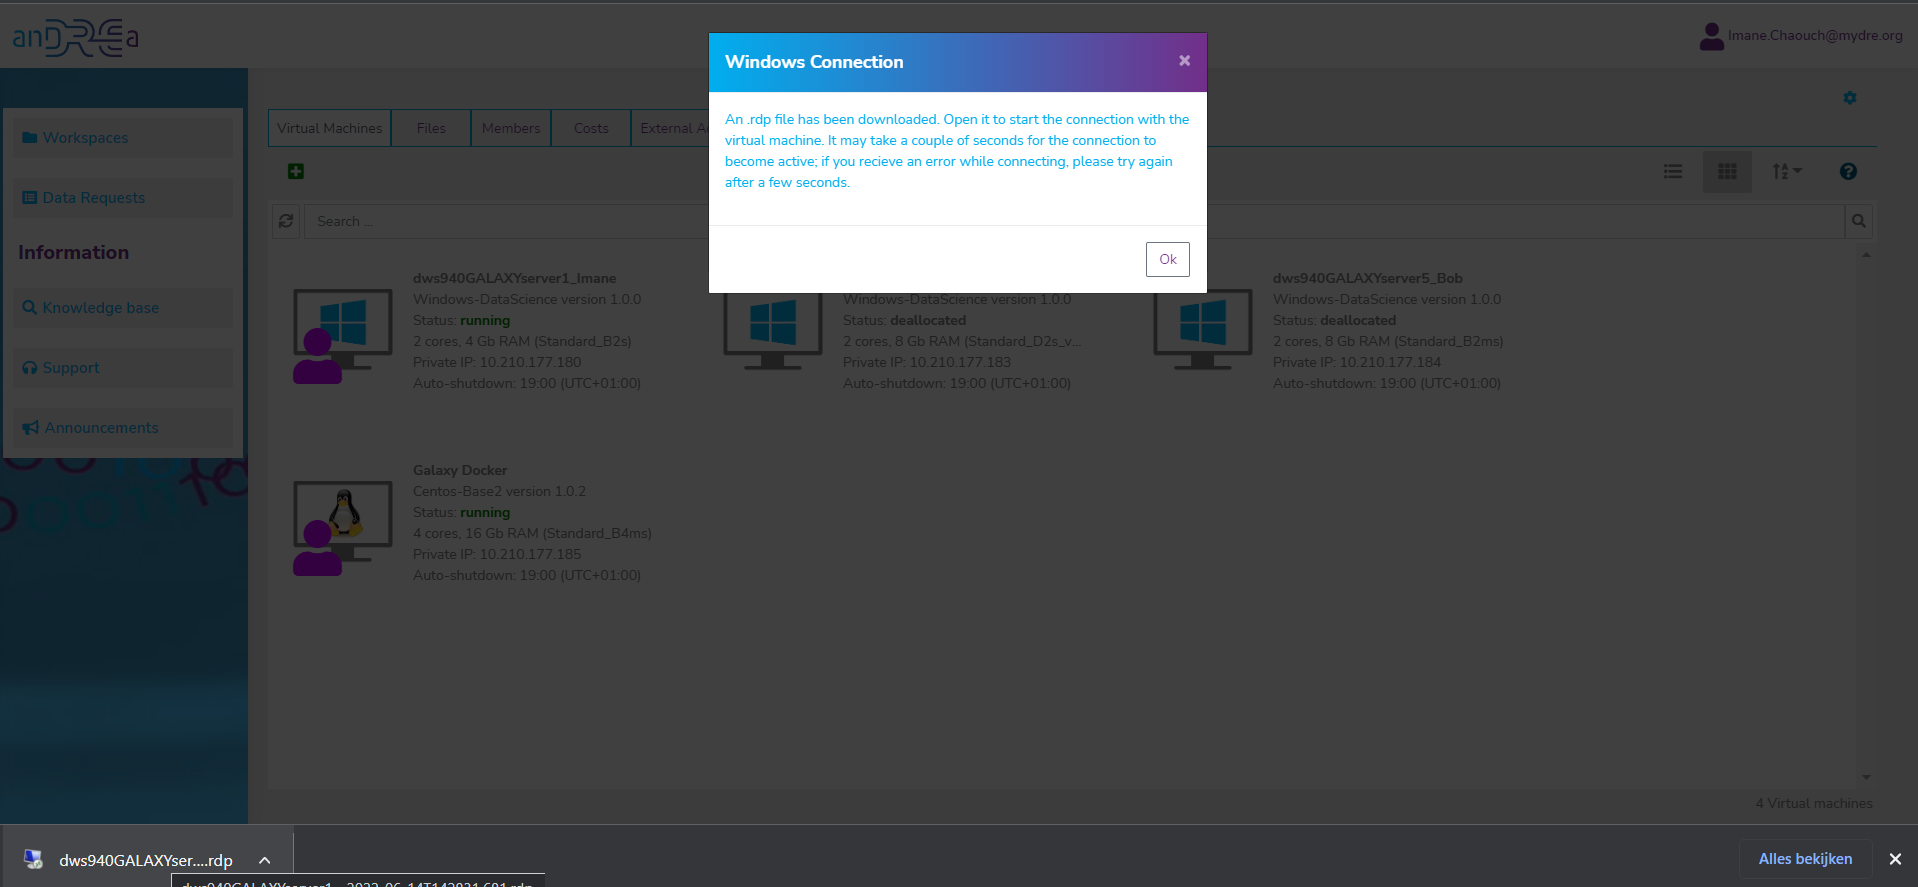 anDREa
Imane.Chaouch@mydre.org
Windows Connection
×
An .rdp file has been downloaded. Open it to start the connection with the
virtual machine. It may take a couple of seconds for the connection to
become active; if you recieve an error while connecting, please try again
after a few seconds.
Ok
Workspaces
Data Requests
Information
Knowledge base
Support
Announcements
Virtual Machines
Files
Members
Costs
External A
Search ...
dws940GALAXYserver1_Imane
Windows-DataScience version 1.0.0
Status: running
2 cores, 4 Gb RAM (Standard_B2s)
Private IP: 10.210.177.180
Auto-shutdown: 19:00 (UTC+01:00)
Windows-DataScience version 1.0.0
Status: deallocated
2 cores, 8 Gb RAM (Standard_D2s_v...
Private IP: 10.210.177.183
Auto-shutdown: 19:00 (UTC+01:00)
dws940GALAXYserver5_Bob
Windows-DataScience version 1.0.0
Status: deallocated
2 cores, 8 Gb RAM (Standard_B2ms)
Private IP: 10.210.177.184
Auto-shutdown: 19:00 (UTC+01:00)
Galaxy Docker
Centos-Base2 version 1.0.2
Status: running
4 cores, 16 Gb RAM (Standard_B4ms)
Private IP: 10.210.177.185
Auto-shutdown: 19:00 (UTC+01:00)
4 Virtual machines
dws940GALAXYser....rdp
Alles bekijken